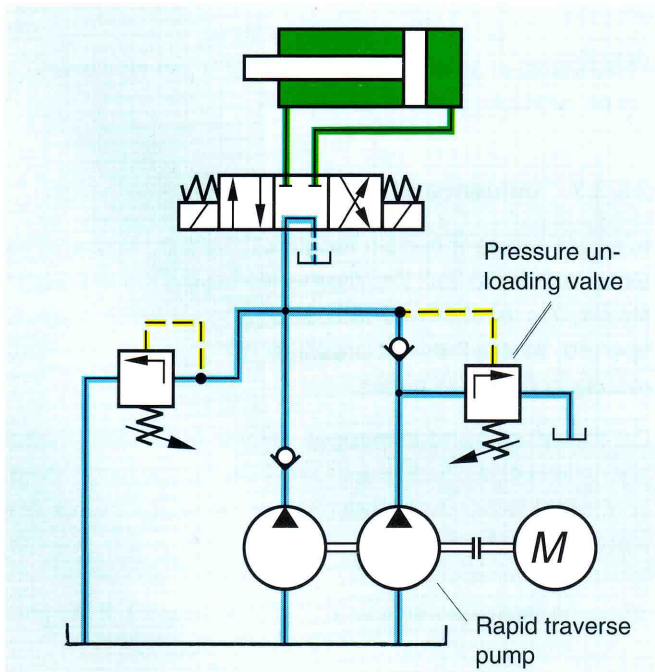 Pressure un-
loading valve
M
Rapid traverse
pump